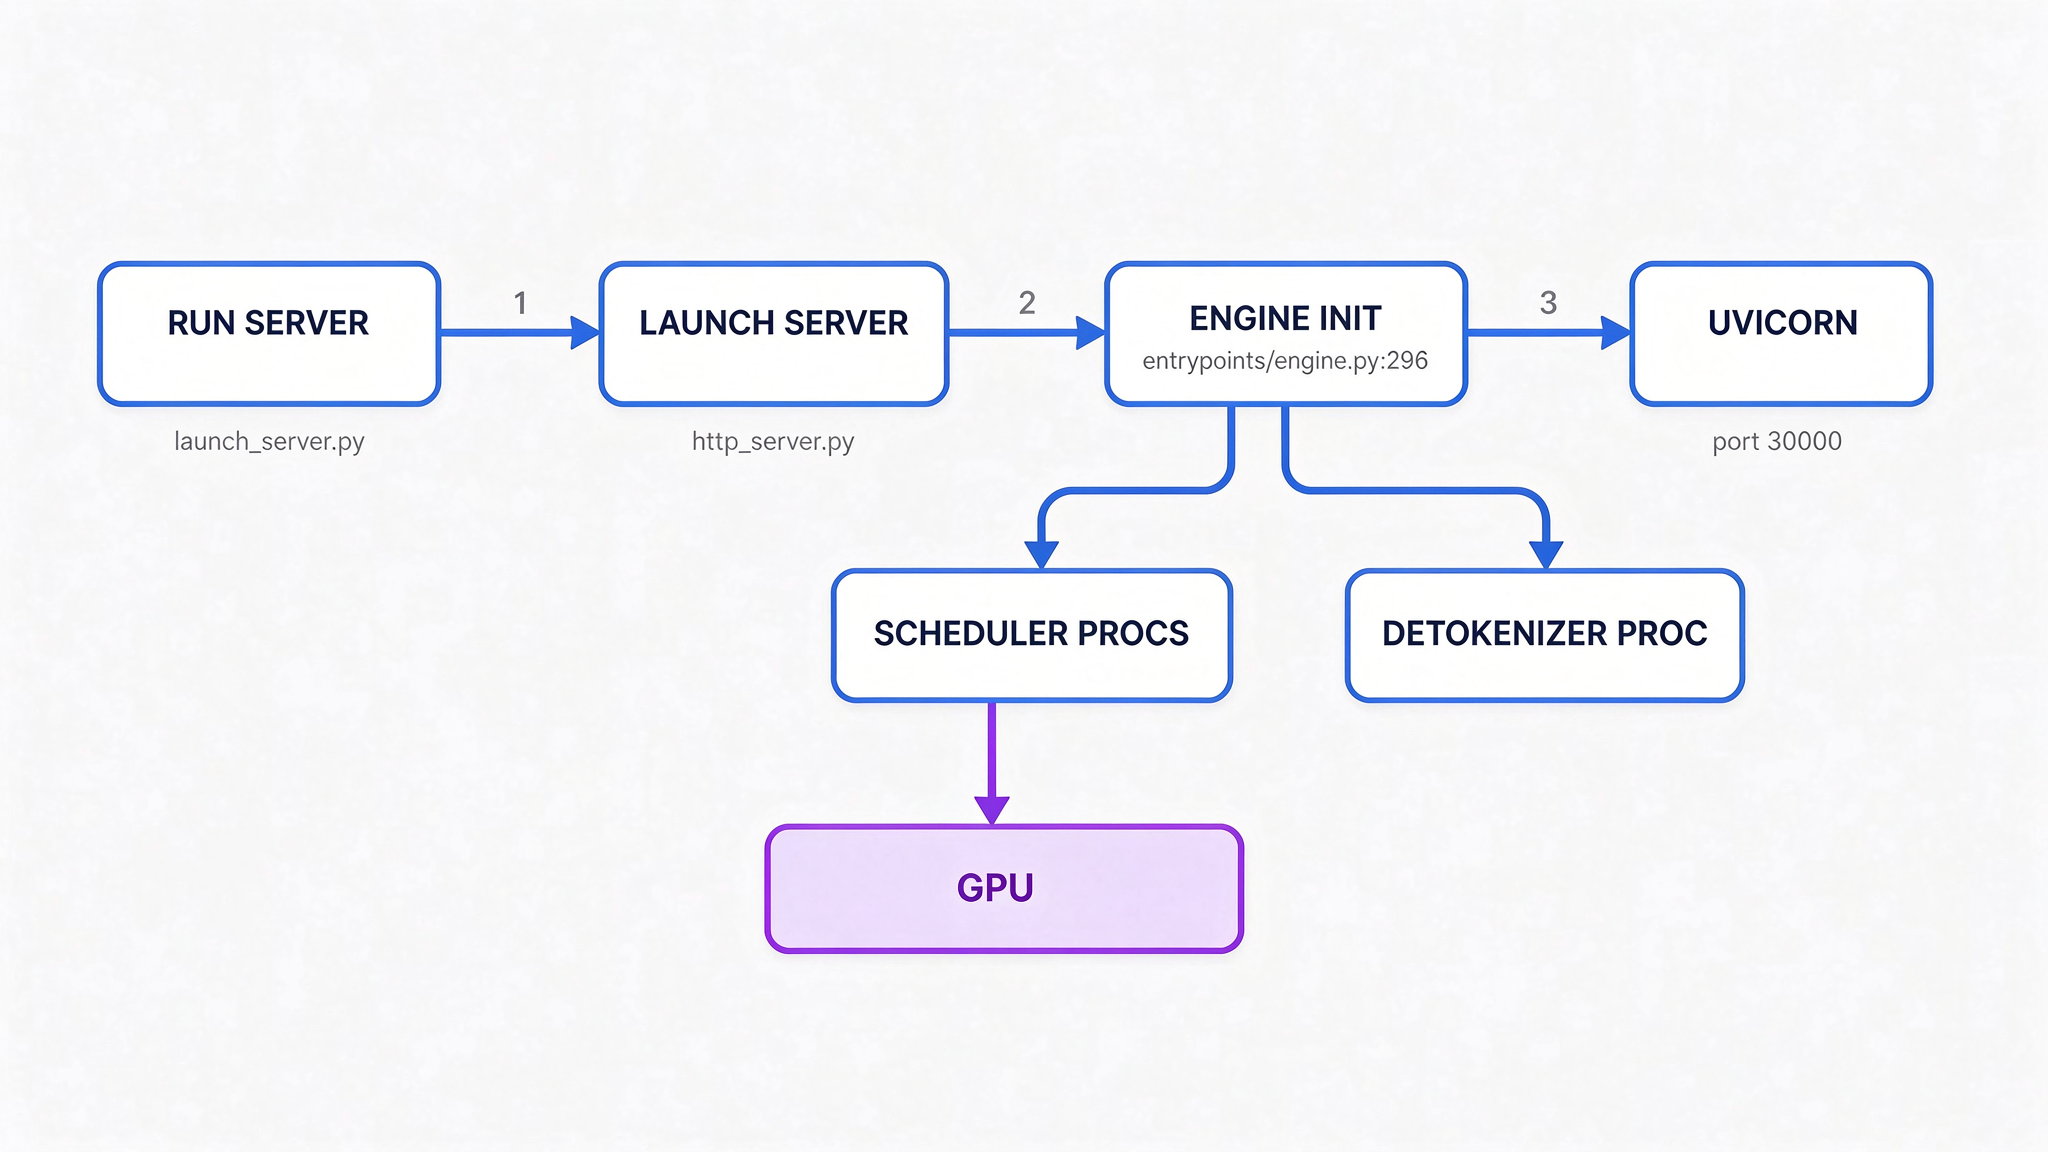 RUN SERVER
launch_server.py
1
LAUNCH SERVER
http_server.py
2
ENGINE INIT
entrypoints/engine.py:296
3
UVICORN
port 30000
SCHEDULER PROCS
DETOKENIZER PROC
GPU